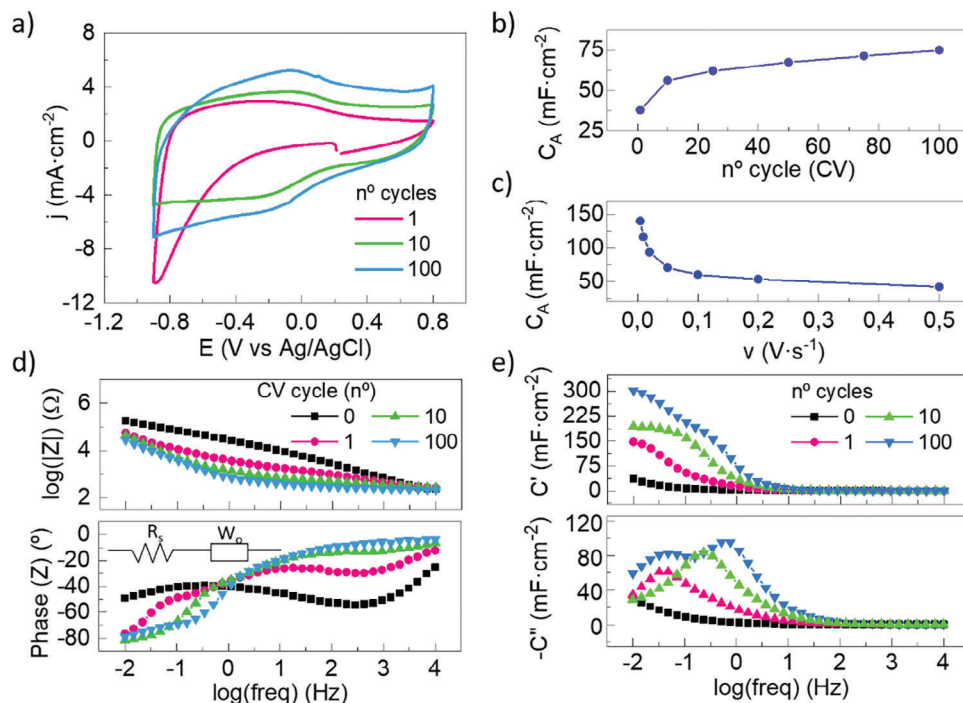 a)
j (mA·cm-2)
8
4
0
-4
-8
-12
nº cycles
1
10
100
-1.2 -0.8 -0.4 0.0 0.4 0.8
E (V vs Ag/AgCl)
b)
CA (mF·cm-2)
75
50
25
0 20 40 60 80 100
nº cycle (CV)
c)
CA (mF·cm-2)
150
100
50
0,0 0,1 0,2 0,3 0,4 0,5
v (V·s-1)
d)
log(|Z|) (Ω)
6
4
2
CV cycle (nº)
0 10
1 100
Phase (Z) (º)
0
-20
-40
-60
-80
Rs Wo
-2 -1 0 1 2 3 4
log(freq) (Hz)
e)
C' (mF·cm-2)
300
225
150
75
0
nº cycles
0 10
1 100
-C'' (mF·cm-2)
120
80
40
0
-2 -1 0 1 2 3 4
log(freq) (Hz)